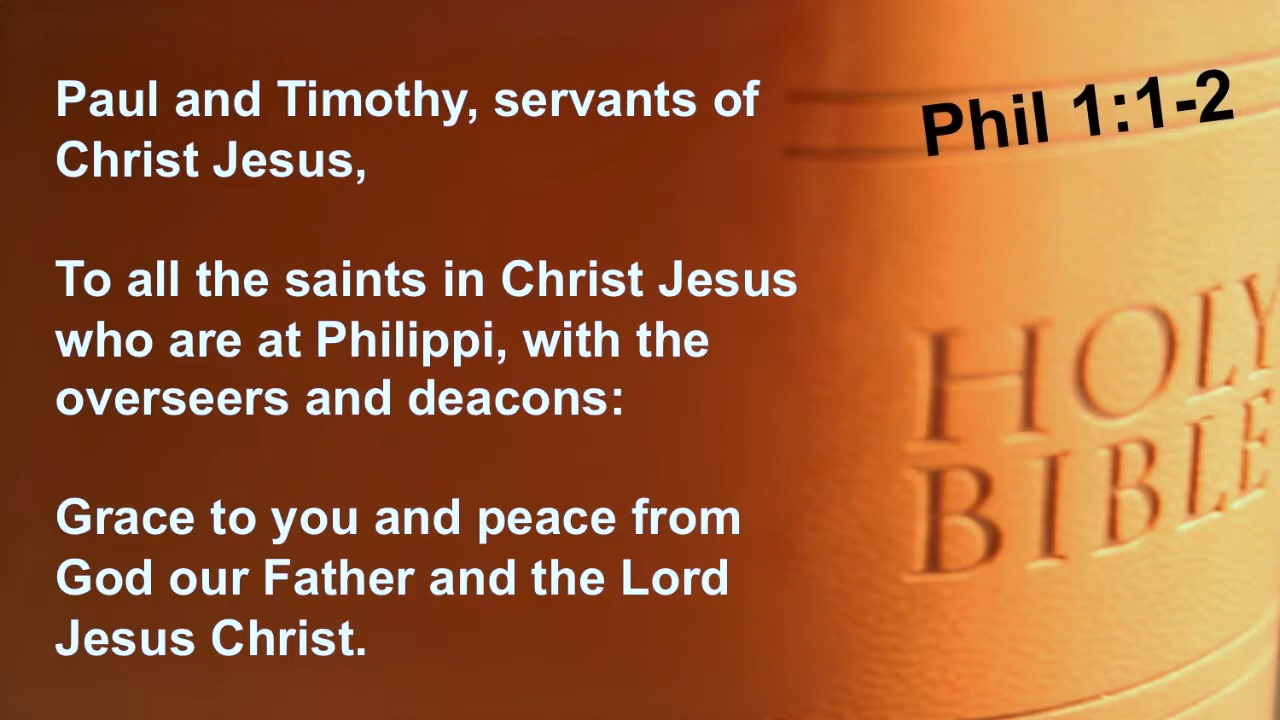 Paul and Timothy, servants of
Christ Jesus,
To all the saints in Christ Jesus
who are at Philippi, with the
overseers and deacons:
Grace to you and peace from
God our Father and the Lord
Jesus Christ.
Phil 1:1-2
HOLY
BIBLE